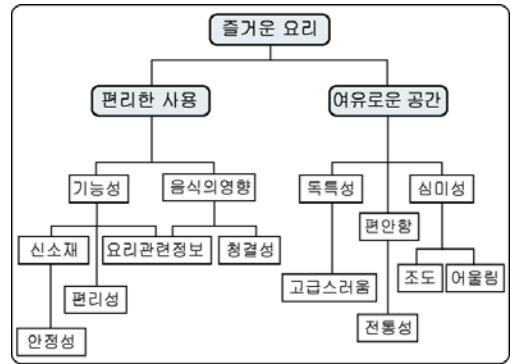 즐거운 요리
편리한 사용
여유로운 공간
기능성
음식의영향
독특성
심미성
편안함
신소재
요리관련정보
청결성
조도
어울림
고급스러움
편리성
전통성
안정성